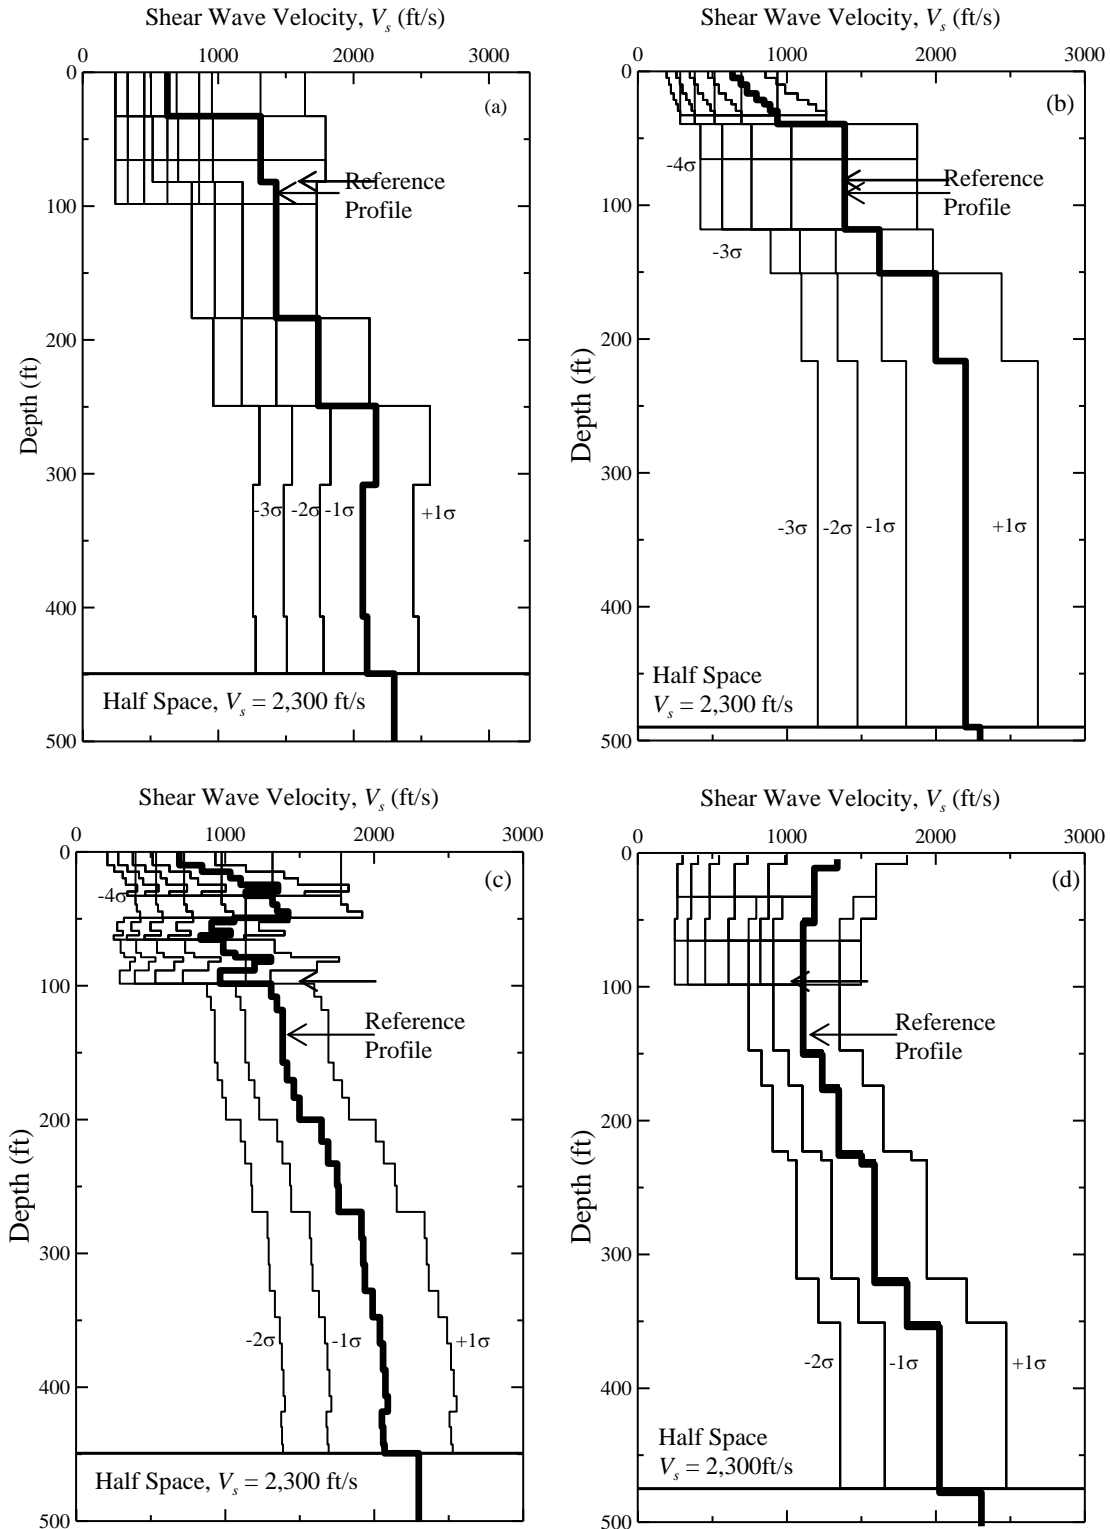 Shear Wave Velocity, Vs (ft/s)
0 1000 2000 3000
0
100
200
300
400
500
Depth (ft)
(a)
Reference
Profile
-3σ -2σ -1σ +1σ
Half Space, Vs = 2,300 ft/s
Shear Wave Velocity, Vs (ft/s)
0 1000 2000 3000
0
100
200
300
400
500
Depth (ft)
(b)
-4σ
Reference
Profile
-3σ
-3σ -2σ -1σ +1σ
Half Space
Vs = 2,300 ft/s
Shear Wave Velocity, Vs (ft/s)
0 1000 2000 3000
0
100
200
300
400
500
Depth (ft)
(c)
-4σ
Reference
Profile
-2σ -1σ +1σ
Half Space, Vs = 2,300 ft/s
Shear Wave Velocity, Vs (ft/s)
0 1000 2000 3000
0
100
200
300
400
500
Depth (ft)
(d)
Reference
Profile
-2σ -1σ +1σ
Half Space
Vs = 2,300ft/s